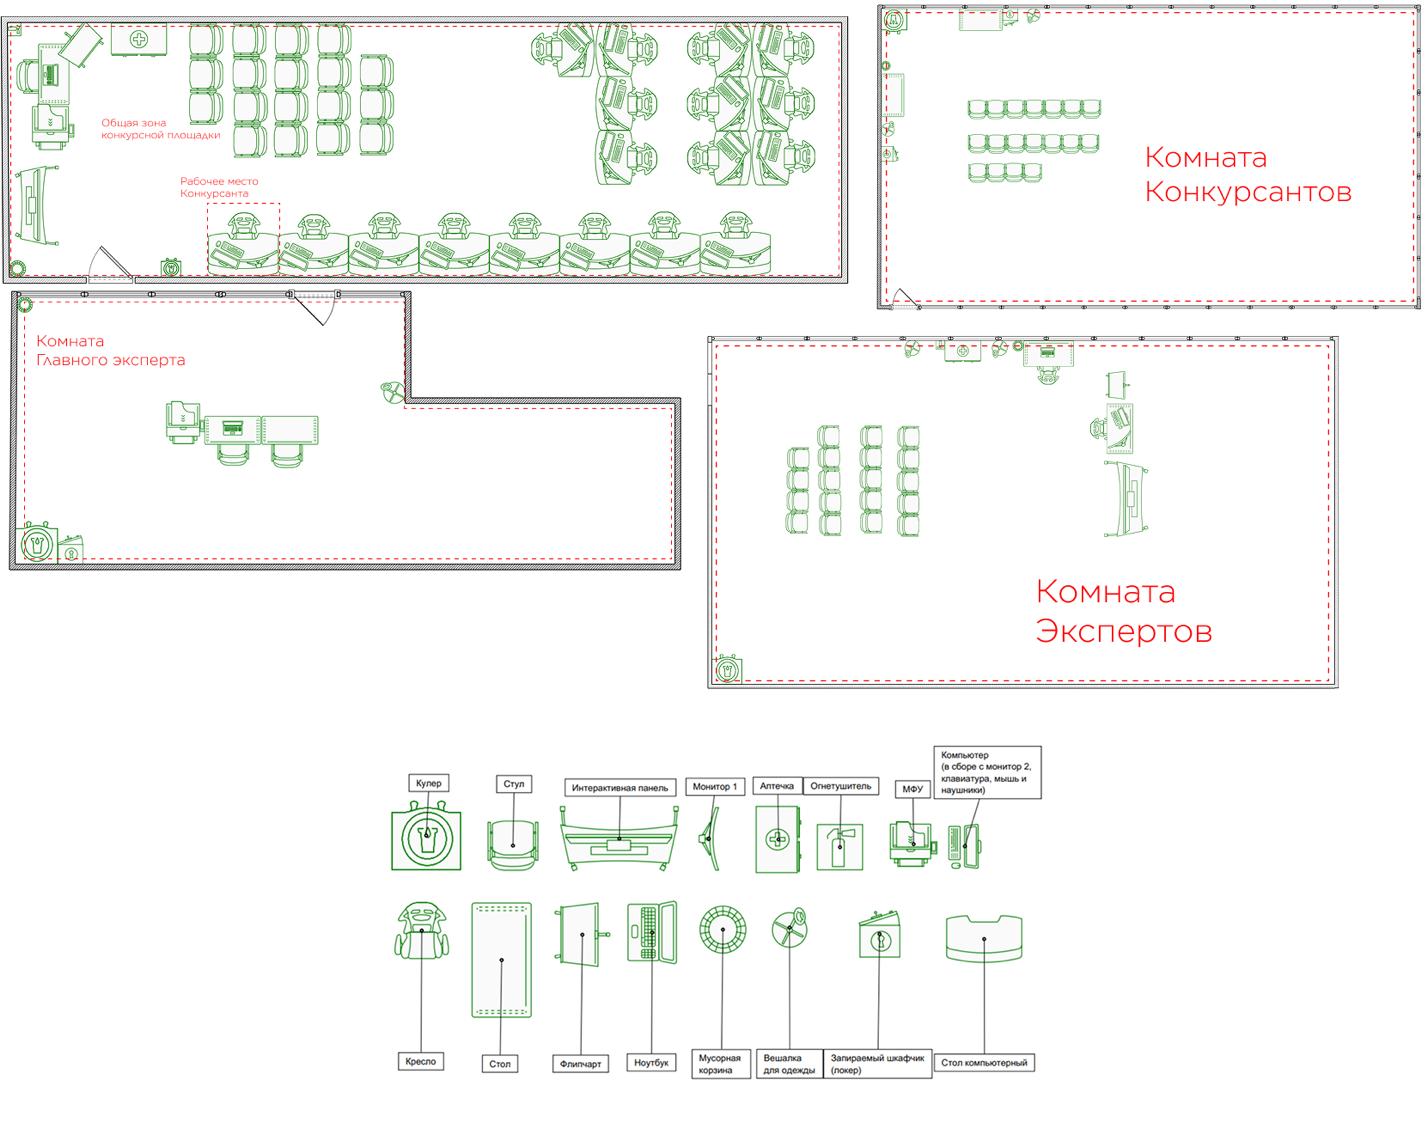 Общая зона
конкурсной площадки
Рабочее место
Конкурсанта
Комната
Конкурсантов
Комната
Главного эксперта
Комната
Экспертов
Кулер
Стул
Интерактивная панель
Монитор 1
Аптечка
Огнетушитель
МФУ
Компьютер
(в сборе с монитор 2,
клавиатура, мышь и
наушники)
Кресло
Стол
Флипчарт
Ноутбук
Мусорная
корзина
Вешалка
для одежды
Запираемый шкафчик
(локер)
Стол компьютерный